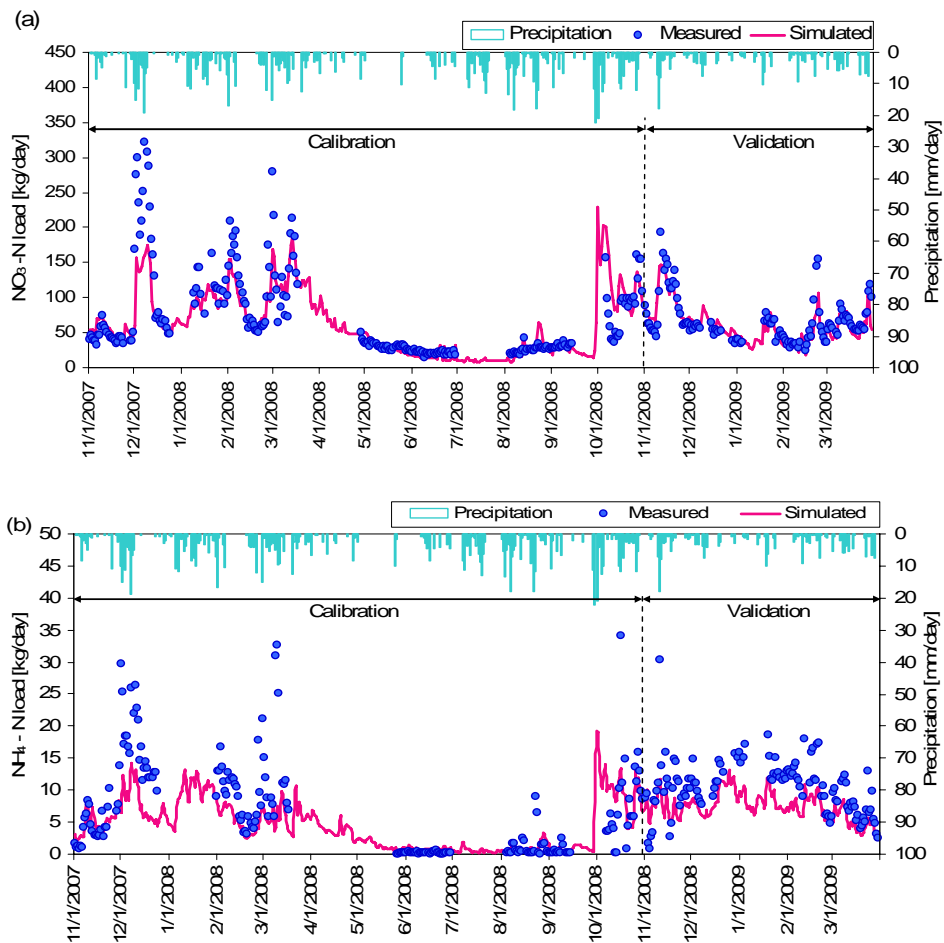 (a)
Precipitation Measured Simulated
450 0
400 10
350 20
Calibration Validation
300 30
250 40
200 50
150 60
100 70
50 80
0 90
100
NO₃-N load [kg/day]
Precipitation [mm/day]
11/1/2007 12/1/2007 1/1/2008 2/1/2008 3/1/2008 4/1/2008 5/1/2008 6/1/2008 7/1/2008 8/1/2008 9/1/2008 10/1/2008 11/1/2008 12/1/2008 1/1/2009 2/1/2009 3/1/2009
(b)
Precipitation Measured Simulated
50 0
45 10
40 20
Calibration Validation
35 30
30 40
25 50
20 60
15 70
10 80
5 90
0 100
NH₄ - N load [kg/day]
Precipitation [mm/day]
11/1/2007 12/1/2007 1/1/2008 2/1/2008 3/1/2008 4/1/2008 5/1/2008 6/1/2008 7/1/2008 8/1/2008 9/1/2008 10/1/2008 11/1/2008 12/1/2008 1/1/2009 2/1/2009 3/1/2009